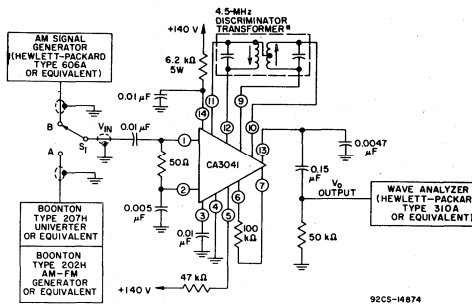 4.5-MHz
DISCRIMINATOR
TRANSFORMER*
+140 V
AM SIGNAL
GENERATOR
(HEWLETT-PACKARD
TYPE 606A
OR EQUIVALENT)
6.2 kΩ
5W
0.01
μF
14
11
12
9
10
13
B
A
S1
VIN
0.01
μF
1
50Ω
2
CA3041
0.005
μF
3
4
5
6
7
0.01
μF
100
kΩ
0.0047
μF
0.15
μF
VO
OUTPUT
WAVE ANALYZER
(HEWLETT-PACKARD
TYPE 310A
OR EQUIVALENT)
50 kΩ
BOONTON
TYPE 207H
UNIVERTER
OR EQUIVALENT
BOONTON
TYPE 202H
AM-FM
GENERATOR
OR EQUIVALENT
+140 V
47 kΩ
92CS-14874